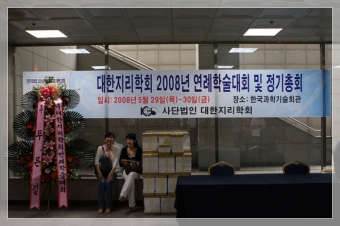 대한지리학회 2008년 연례학술대회 및 정기총회
일시: 2008년 5월 29일(목)~30일(금) 장소: 한국과학기술회관
사단법인 대한지리학회